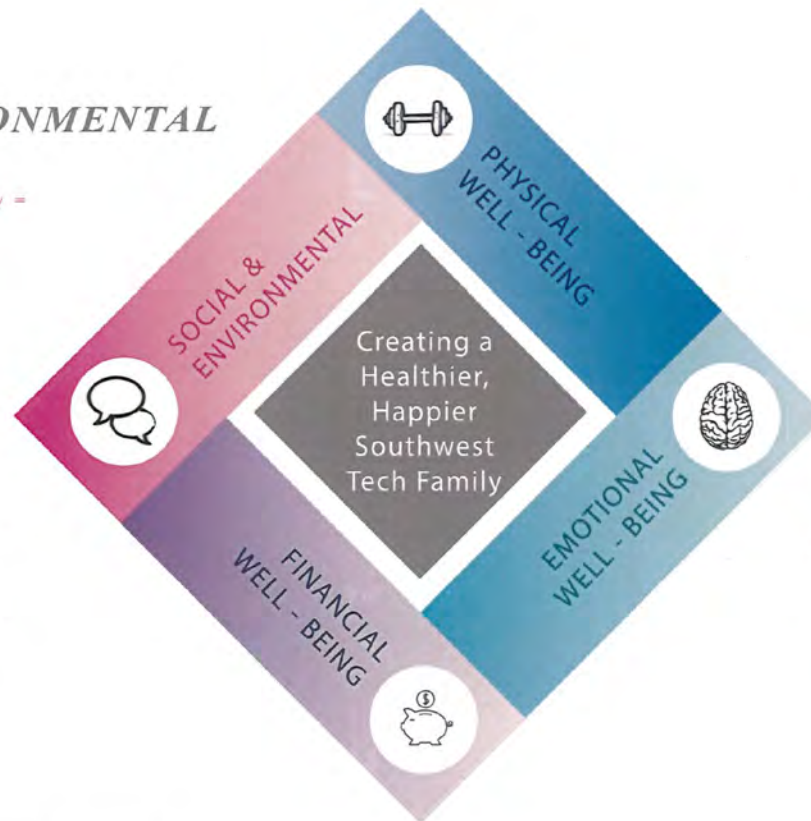 ONMENTAL
PHYSICAL
WELL - BEING
SOCIAL &
ENVIRONMENTAL
Creating a
Healthier,
Happier
Southwest
Tech Family
EMOTIONAL
WELL - BEING
FINANCIAL
WELL - BEING
$